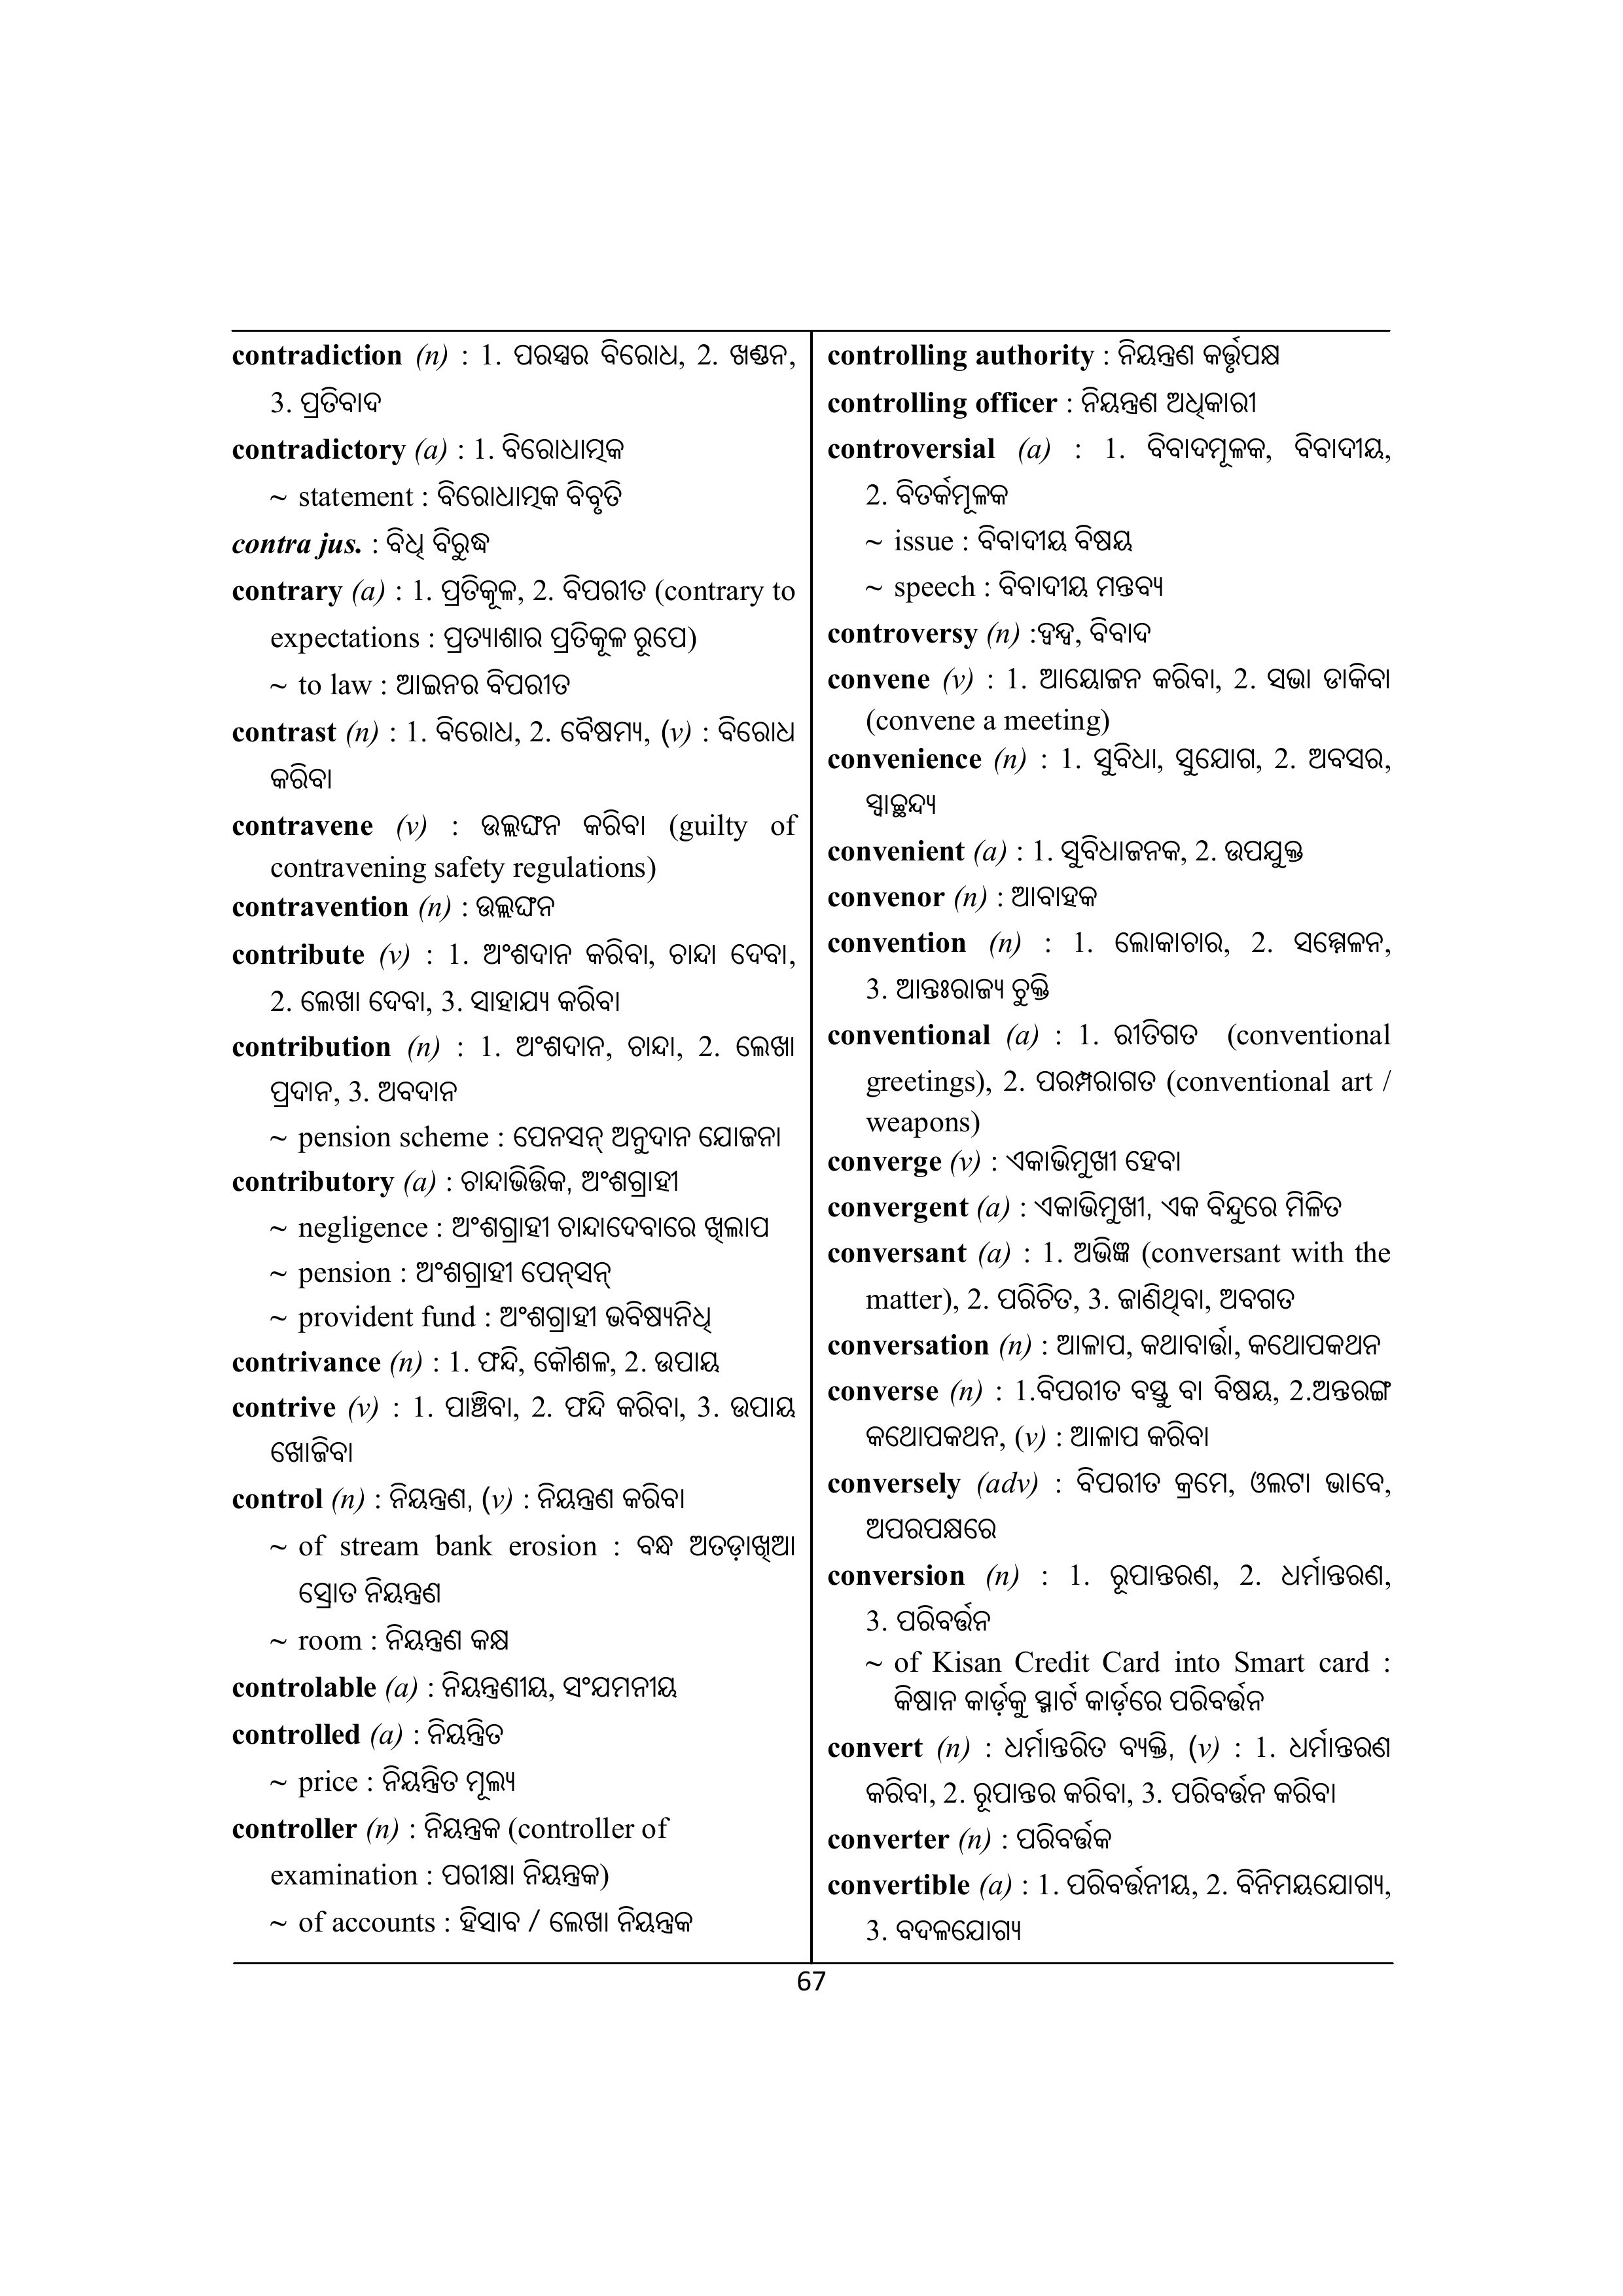 contradiction (n) : 1. ପରସ୍ପର ବିରୋଧ, 2. ଖଣ୍ଡନ,
3. ପ୍ରତିବାଦ
contradictory (a) : 1. ବିରୋଧାତ୍ମକ
~ statement : ବିରୋଧାତ୍ମକ ବିବୃତି
contra jus. : ବିଧି ବିରୁଦ୍ଧ
contrary (a) : 1. ପ୍ରତିକୂଳ, 2. ବିପରୀତ (contrary to
expectations : ପ୍ରତ୍ୟାଶାର ପ୍ରତିକୂଳ ରୂପେ)
~ to law : ଆଇନର ବିପରୀତ
contrast (n) : 1. ବିରୋଧ, 2. ବୈଷମ୍ୟ, (v) : ବିରୋଧ
କରିବା
contravene (v) : ଉଲ୍ଲଙ୍ଘନ କରିବା (guilty of
contravening safety regulations)
contravention (n) : ଉଲ୍ଲଙ୍ଘନ
contribute (v) : 1. ଅଂଶଦାନ କରିବା, ଚାନ୍ଦା ଦେବା,
2. ଲେଖା ଦେବା, 3. ସାହାଯ୍ୟ କରିବା
contribution (n) : 1. ଅଂଶଦାନ, ଚାନ୍ଦା, 2. ଲେଖା
ପ୍ରଦାନ, 3. ଅବଦାନ
~ pension scheme : ପେନସନ୍ ଅନୁଦାନ ଯୋଜନା
contributory (a) : ଚାନ୍ଦାଭିତ୍ତିକ, ଅଂଶଗ୍ରାହୀ
~ negligence : ଅଂଶଗ୍ରାହୀ ଚାନ୍ଦାଦେବାରେ ଖିଲାପ
~ pension : ଅଂଶଗ୍ରାହୀ ପେନ୍‌ସନ୍
~ provident fund : ଅଂଶଗ୍ରାହୀ ଭବିଷ୍ୟନିଧି
contrivance (n) : 1. ଫନ୍ଦି, କୌଶଳ, 2. ଉପାୟ
contrive (v) : 1. ପାଞ୍ଚିବା, 2. ଫନ୍ଦି କରିବା, 3. ଉପାୟ
ଖୋଜିବା
control (n) : ନିୟନ୍ତ୍ରଣ, (v) : ନିୟନ୍ତ୍ରଣ କରିବା
~ of stream bank erosion : ବନ୍ଧ ଅତଡ଼ାଖିଆ
ସ୍ରୋତ ନିୟନ୍ତ୍ରଣ
~ room : ନିୟନ୍ତ୍ରଣ କକ୍ଷ
controlable (a) : ନିୟନ୍ତ୍ରଣୀୟ, ସଂଯମନୀୟ
controlled (a) : ନିୟନ୍ତ୍ରିତ
~ price : ନିୟନ୍ତ୍ରିତ ମୂଲ୍ୟ
controller (n) : ନିୟନ୍ତ୍ରକ (controller of
examination : ପରୀକ୍ଷା ନିୟନ୍ତ୍ରକ)
~ of accounts : ହିସାବ / ଲେଖା ନିୟନ୍ତ୍ରକ
controlling authority : ନିୟନ୍ତ୍ରଣ କର୍ତ୍ତୃପକ୍ଷ
controlling officer : ନିୟନ୍ତ୍ରଣ ଅଧିକାରୀ
controversial (a) : 1. ବିବାଦମୂଳକ, ବିବାଦୀୟ,
2. ବିତର୍କମୂଳକ
~ issue : ବିବାଦୀୟ ବିଷୟ
~ speech : ବିବାଦୀୟ ମନ୍ତବ୍ୟ
controversy (n) :ଦ୍ୱନ୍ଦ୍ୱ, ବିବାଦ
convene (v) : 1. ଆୟୋଜନ କରିବା, 2. ସଭା ଡାକିବା
(convene a meeting)
convenience (n) : 1. ସୁବିଧା, ସୁଯୋଗ, 2. ଅବସର,
ସ୍ୱାଚ୍ଛନ୍ଦ୍ୟ
convenient (a) : 1. ସୁବିଧାଜନକ, 2. ଉପଯୁକ୍ତ
convenor (n) : ଆବାହକ
convention (n) : 1. ଲୋକାଚାର, 2. ସମ୍ମେଳନ,
3. ଆନ୍ତଃରାଜ୍ୟ ଚୁକ୍ତି
conventional (a) : 1. ରୀତିଗତ (conventional
greetings), 2. ପରମ୍ପରାଗତ (conventional art /
weapons)
converge (v) : ଏକାଭିମୁଖୀ ହେବା
convergent (a) : ଏକାଭିମୁଖୀ, ଏକ ବିନ୍ଦୁରେ ମିଳିତ
conversant (a) : 1. ଅଭିଜ୍ଞ (conversant with the
matter), 2. ପରିଚିତ, 3. ଜାଣିଥିବା, ଅବଗତ
conversation (n) : ଆଳାପ, କଥାବାର୍ତ୍ତା, କଥୋପକଥନ
converse (n) : 1.ବିପରୀତ ବସ୍ତୁ ବା ବିଷୟ, 2.ଅନ୍ତରଙ୍ଗ
କଥୋପକଥନ, (v) : ଆଳାପ କରିବା
conversely (adv) : ବିପରୀତ କ୍ରମେ, ଓଲଟା ଭାବେ,
ଅପରପକ୍ଷରେ
conversion (n) : 1. ରୂପାନ୍ତରଣ, 2. ଧର୍ମାନ୍ତରଣ,
3. ପରିବର୍ତ୍ତନ
~ of Kisan Credit Card into Smart card :
କିଷାନ କାର୍ଡ଼କୁ ସ୍ମାର୍ଟ କାର୍ଡ଼ରେ ପରିବର୍ତ୍ତନ
convert (n) : ଧର୍ମାନ୍ତରିତ ବ୍ୟକ୍ତି, (v) : 1. ଧର୍ମାନ୍ତରଣ
କରିବା, 2. ରୂପାନ୍ତର କରିବା, 3. ପରିବର୍ତ୍ତନ କରିବା
converter (n) : ପରିବର୍ତ୍ତକ
convertible (a) : 1. ପରିବର୍ତ୍ତନୀୟ, 2. ବିନିମୟଯୋଗ୍ୟ,
3. ବଦଳଯୋଗ୍ୟ
67